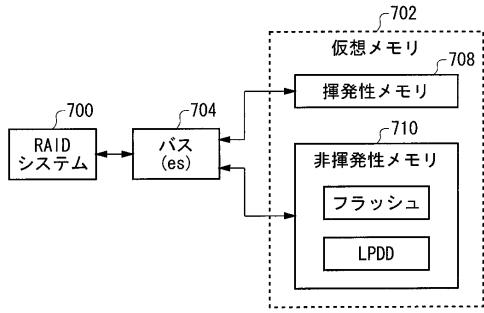 702
仮想メモリ
708
揮発性メモリ
700
704
710
RAID
システム
バス
(es)
非揮発性メモリ
フラッシュ
LPDD